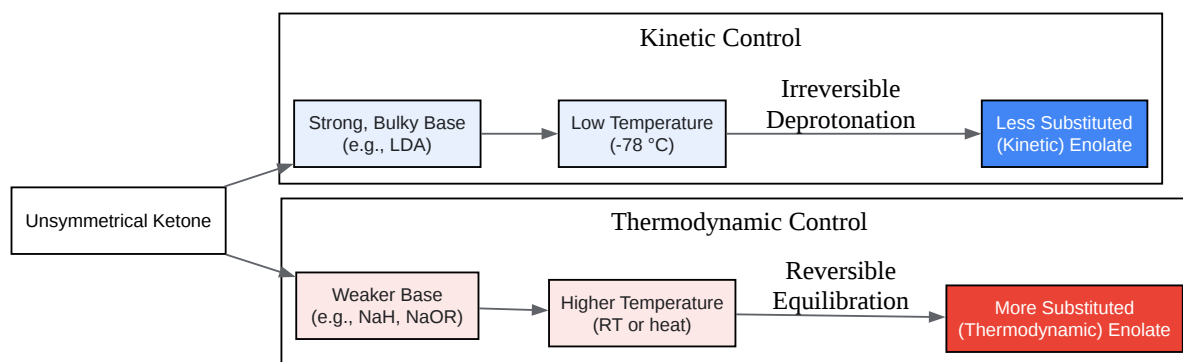 Kinetic Control
Irreversible
Deprotonation
Strong, Bulky Base
(e.g., LDA)
Low Temperature
(-78 °C)
Less Substituted
(Kinetic) Enolate
Unsymmetrical Ketone
Thermodynamic Control
Reversible
Equilibration
Weaker Base
(e.g., NaH, NaOR)
Higher Temperature
(RT or heat)
More Substituted
(Thermodynamic) Enolate